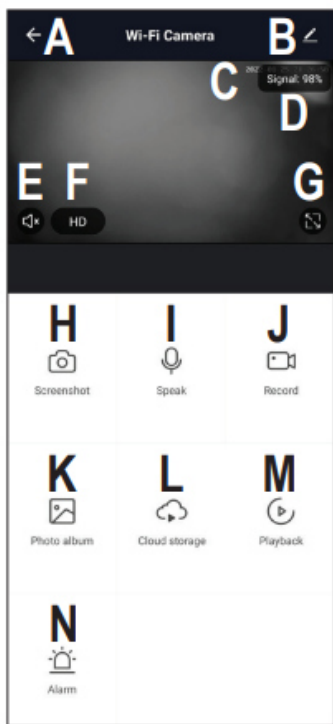 A Wi-Fi Camera B
C Signal: 98%
D
E F G
HD
H I J
Screenshot Speak Record
K L M
Photo album Cloud storage Playback
N
Alarm